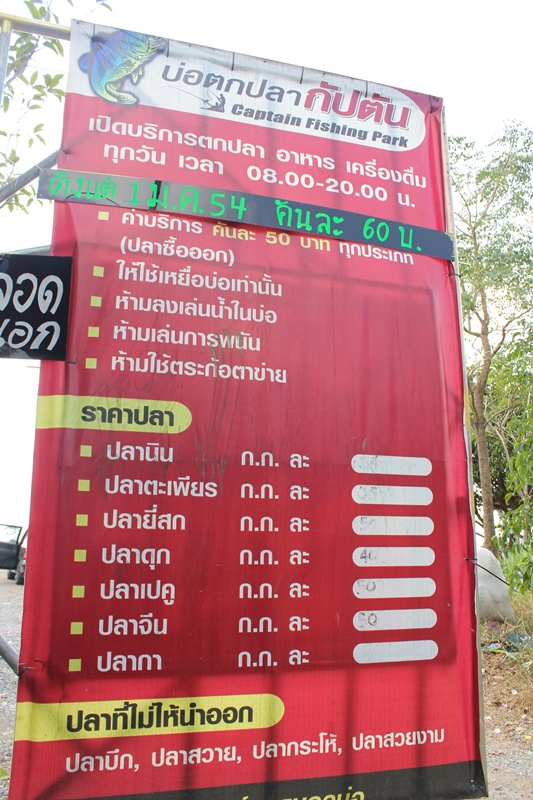 บ่อตกปลา กัปตัน
Captain Fishing Park
เปิดบริการตกปลา อาหาร เครื่องดื่ม
ทุกวัน เวลา 08.00-20.00 น.
ตั้งแต่ 1 ม.ค. 54 คันละ 60 บ.
ค่าบริการ คันละ 50 บาท ทุกประเภท
(ปลาซื้อออก)
ให้ใช้เหยื่อบ่อเท่านั้น
ห้ามลงเล่นน้ำในบ่อ
ห้ามเล่นการพนัน
ห้ามใช้ตระกร้อตาข่าย
จอด
นอก
ราคาปลา
ปลานิน ก.ก. ละ
ปลาตะเพียร ก.ก. ละ
ปลายี่สก ก.ก. ละ
ปลาดุก ก.ก. ละ 40
ปลาเปคู ก.ก. ละ 50
ปลาจีน ก.ก. ละ 50
ปลากา ก.ก. ละ
ปลาที่ไม่ให้นำออก
ปลาบึก, ปลาสวาย, ปลากระโห้, ปลาสวยงาม